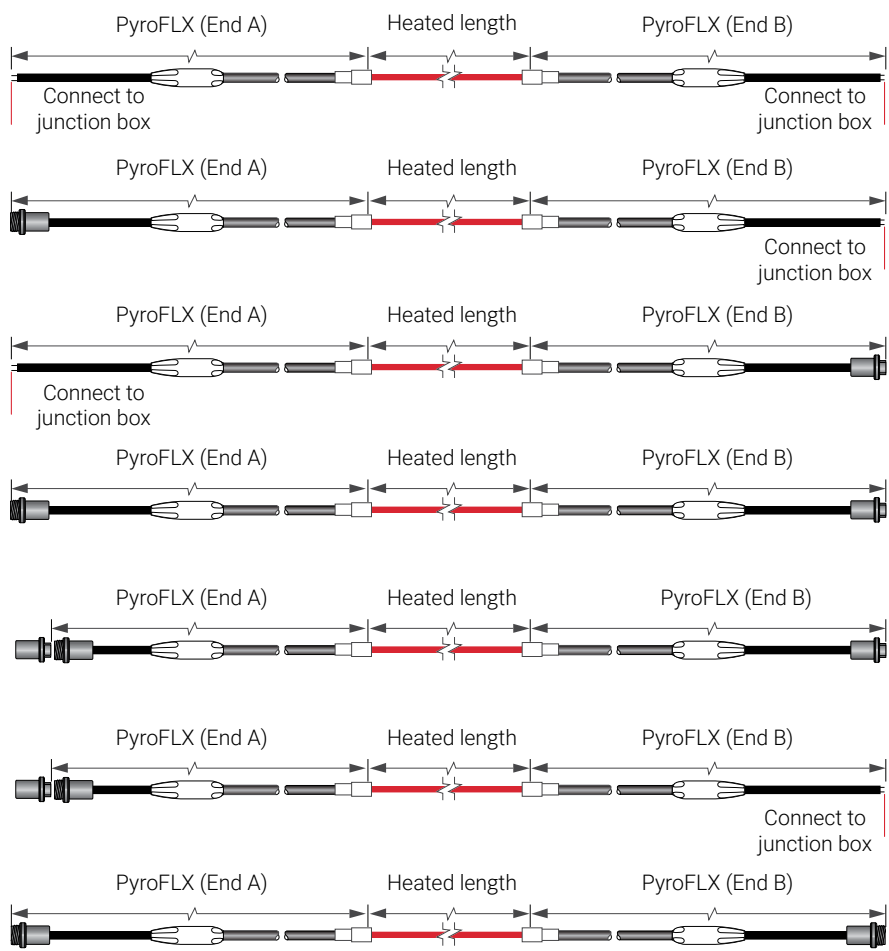 PyroFLX (End A) Heated length PyroFLX (End B)
Connect to Connect to
junction box junction box
PyroFLX (End A) Heated length PyroFLX (End B)
Connect to
junction box
PyroFLX (End A) Heated length PyroFLX (End B)
Connect to
junction box
PyroFLX (End A) Heated length PyroFLX (End B)
PyroFLX (End A) Heated length PyroFLX (End B)
PyroFLX (End A) Heated length PyroFLX (End B)
Connect to
junction box
PyroFLX (End A) Heated length PyroFLX (End B)